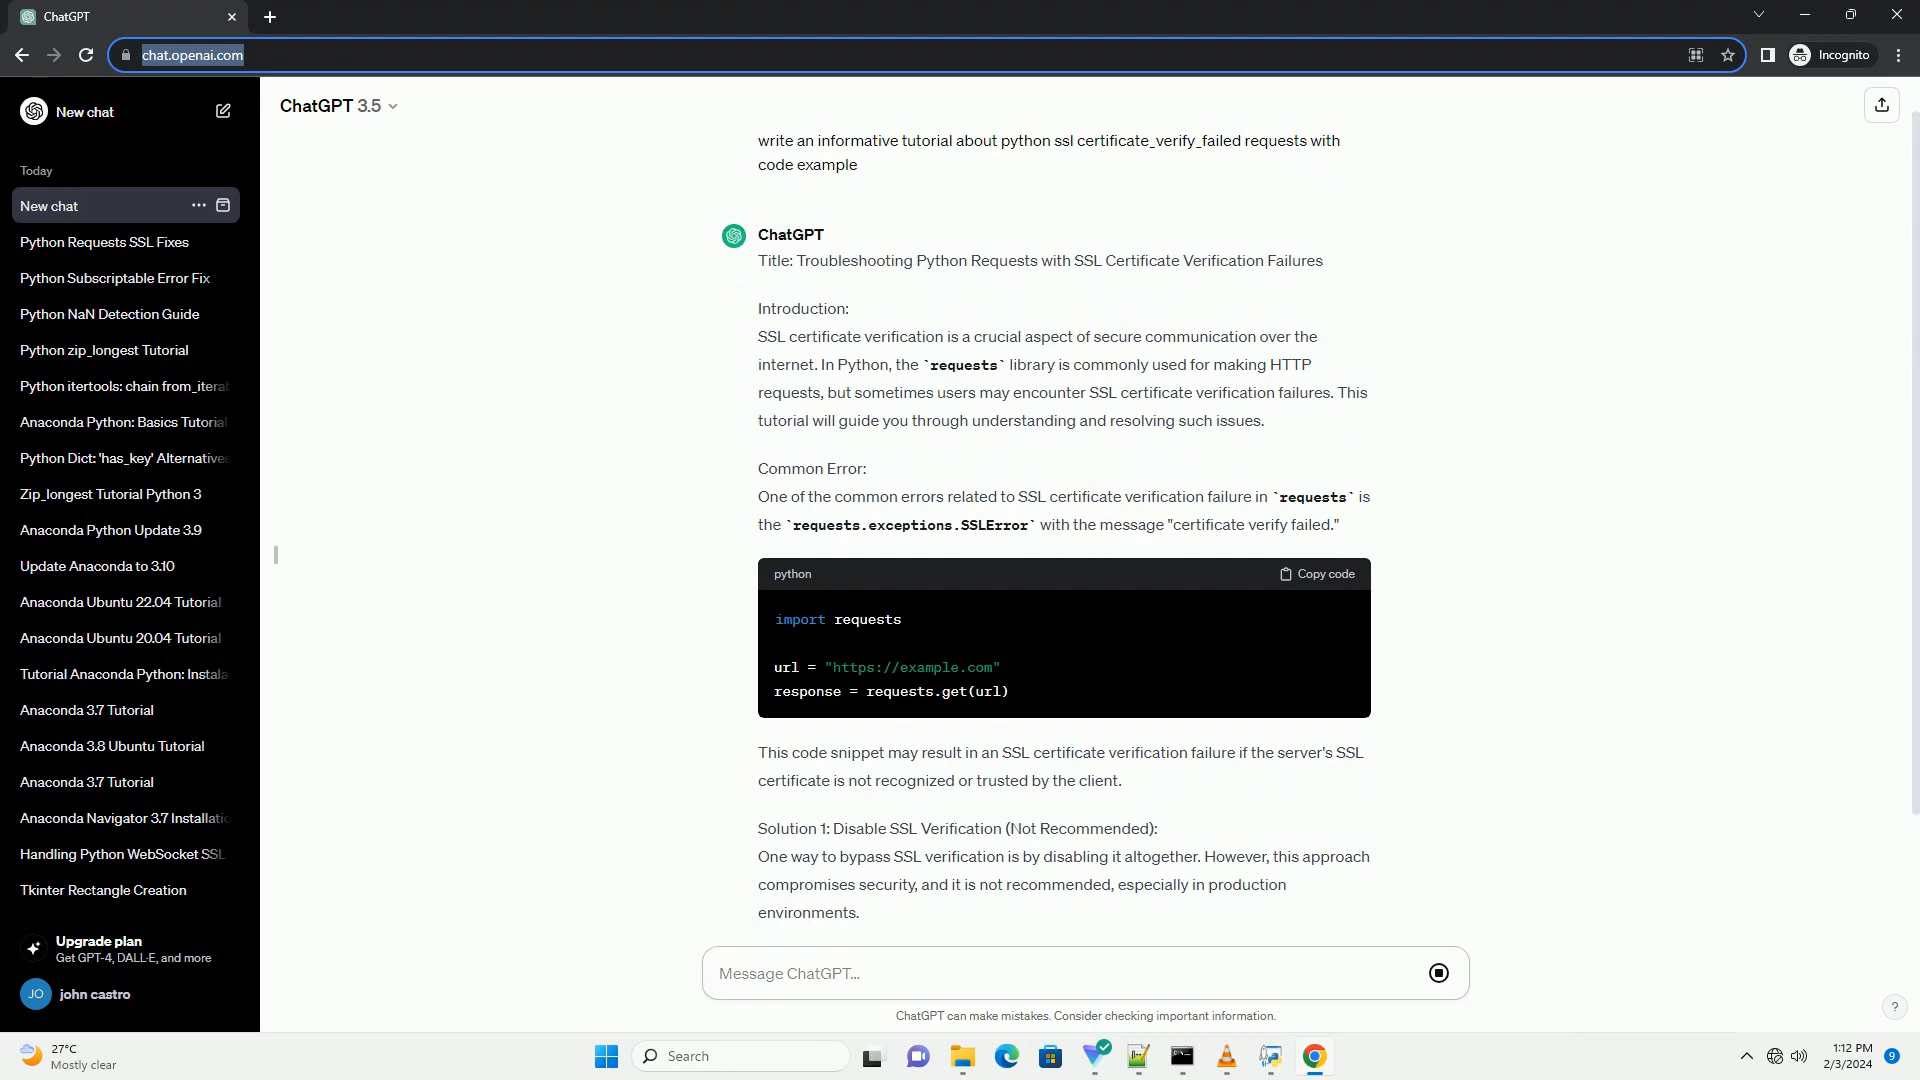 ChatGPT
chat.openai.com
Incognito
New chat
Today
New chat
Python Requests SSL Fixes
Python Subscriptable Error Fix
Python NaN Detection Guide
Python zip_longest Tutorial
Python itertools: chain from_itera
Anaconda Python: Basics Tutorial
Python Dict: 'has_key' Alternatives
Zip_longest Tutorial Python 3
Anaconda Python Update 3.9
Update Anaconda to 3.10
Anaconda Ubuntu 22.04 Tutorial
Anaconda Ubuntu 20.04 Tutorial
Tutorial Anaconda Python: Instala
Anaconda 3.7 Tutorial
Anaconda 3.8 Ubuntu Tutorial
Anaconda 3.7 Tutorial
Anaconda Navigator 3.7 Installatio
Handling Python WebSocket SSL
Tkinter Rectangle Creation
Upgrade plan
Get GPT-4, DALL·E, and more
JO john castro
ChatGPT 3.5
write an informative tutorial about python ssl certificate_verify_failed requests with
code example
ChatGPT
Title: Troubleshooting Python Requests with SSL Certificate Verification Failures
Introduction:
SSL certificate verification is a crucial aspect of secure communication over the
internet. In Python, the `requests` library is commonly used for making HTTP
requests, but sometimes users may encounter SSL certificate verification failures. This
tutorial will guide you through understanding and resolving such issues.
Common Error:
One of the common errors related to SSL certificate verification failure in `requests` is
the `requests.exceptions.SSLError` with the message "certificate verify failed."
python
Copy code
import requests
url = "https://example.com"
response = requests.get(url)
This code snippet may result in an SSL certificate verification failure if the server's SSL
certificate is not recognized or trusted by the client.
Solution 1: Disable SSL Verification (Not Recommended):
One way to bypass SSL verification is by disabling it altogether. However, this approach
compromises security, and it is not recommended, especially in production
environments.
Message ChatGPT...
ChatGPT can make mistakes. Consider checking important information.
?
27°C
Mostly clear
Search
1:12 PM
2/3/2024
9